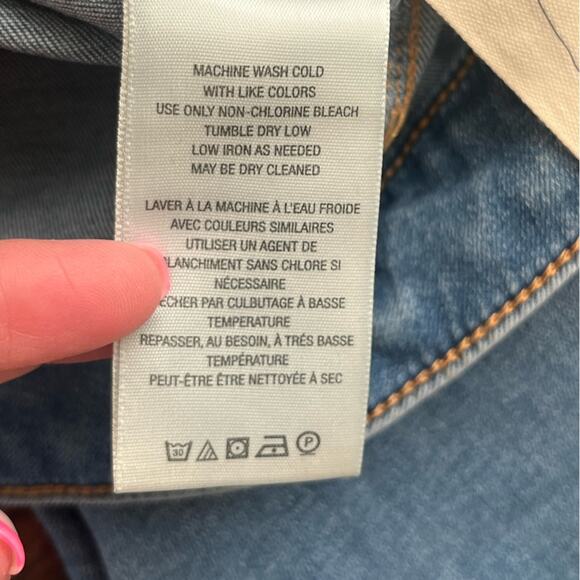 MACHINE WASH COLD
WITH LIKE COLORS
USE ONLY NON-CHLORINE BLEACH
TUMBLE DRY LOW
LOW IRON AS NEEDED
MAY BE DRY CLEANED
LAVER À LA MACHINE À L'EAU FROIDE
AVEC COULEURS SIMILAIRES
UTILISER UN AGENT DE
SANS CHLORE SI
NÉCESSAIRE
PAR CULBUTAGE À BASSE
TEMPERATURE
REPASSER, AU BESOIN, À TRÉS BASSE
TEMPÉRATURE
PEUT-ÊTRE ÊTRE NETTOYÉE À SEC
30 P